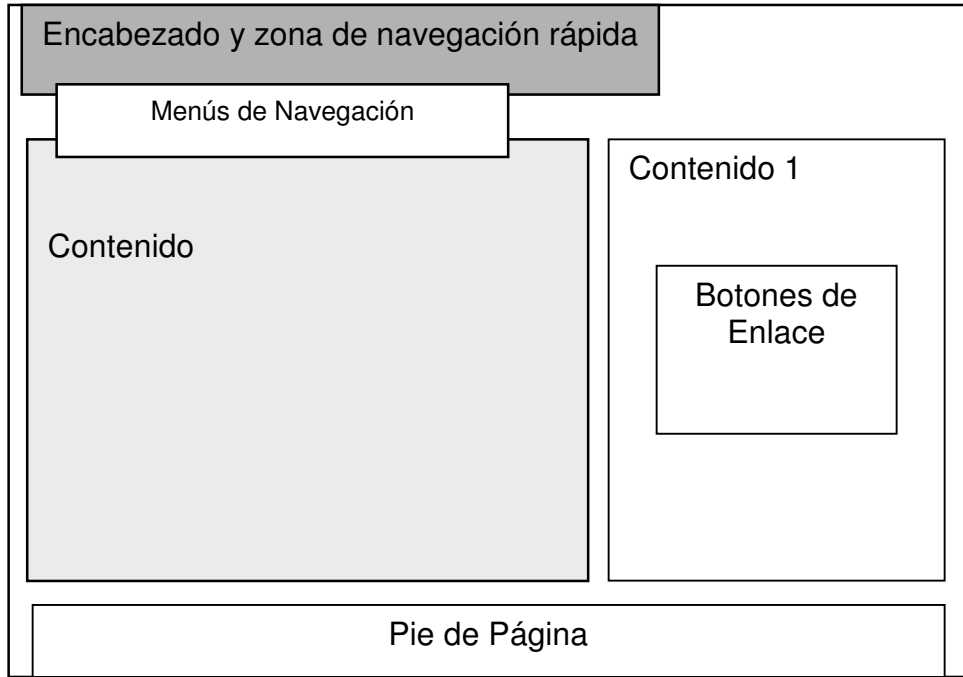 Encabezado y zona de navegación rápida
Menús de Navegación
Contenido
Contenido 1
Botones de
Enlace
Pie de Página